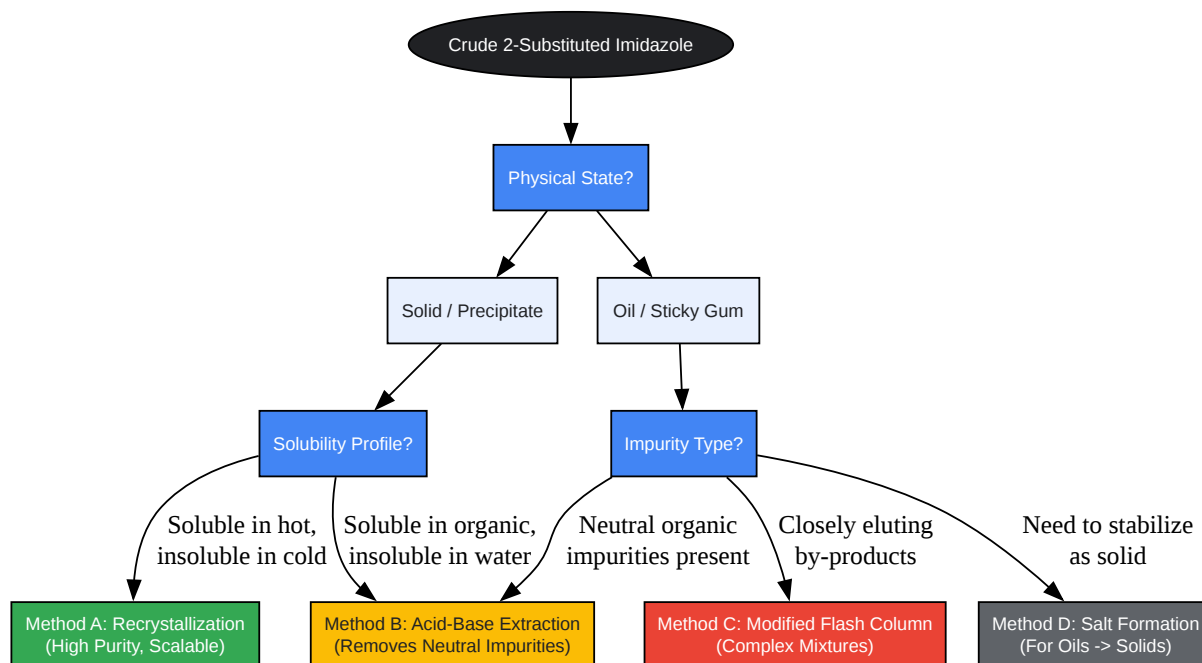 Crude 2-Substituted Imidazole
Physical State?
Solid / Precipitate
Oil / Sticky Gum
Solubility Profile?
Impurity Type?
Soluble in hot,
insoluble in cold
Soluble in organic,
insoluble in water
Neutral organic
impurities present
Closely eluting
by-products
Need to stabilize
as solid
Method A: Recrystallization
(High Purity, Scalable)
Method B: Acid-Base Extraction
(Removes Neutral Impurities)
Method C: Modified Flash Column
(Complex Mixtures)
Method D: Salt Formation
(For Oils -> Solids)